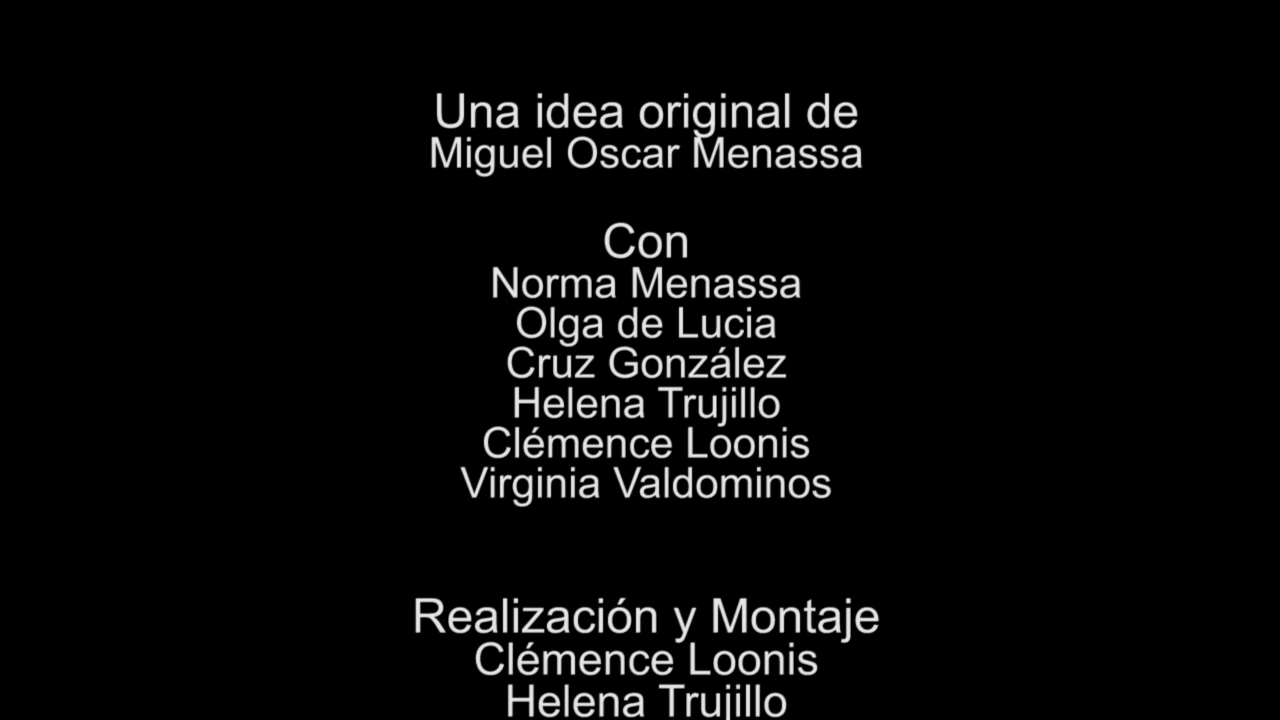 Una idea original de
Miguel Oscar Menassa
Con
Norma Menassa
Olga de Lucia
Cruz González
Helena Trujillo
Clémence Loonis
Virginia Valdominos
Realización y Montaje
Clémence Loonis
Helena Trujillo